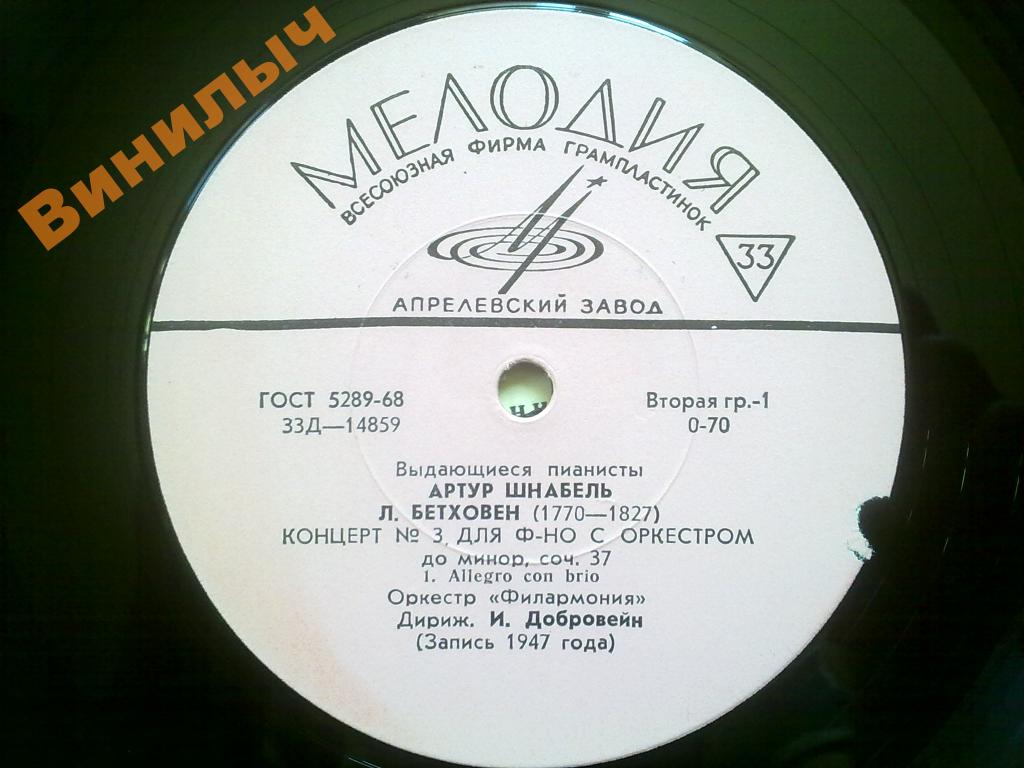 Винилыч
МЕЛОДИЯ
ВСЕСОЮЗНАЯ ФИРМА ГРАМПЛАСТИНОК
33
АПРЕЛЕВСКИЙ ЗАВОД
ГОСТ 5289-68
33Д—14859
Вторая гр.-1
0-70
Выдающиеся пианисты
АРТУР ШНАБЕЛЬ
Л. БЕТХОВЕН (1770—1827)
КОНЦЕРТ № 3 ДЛЯ Ф-НО С ОРКЕСТРОМ
до минор, соч. 37
1. Allegro con brio
Оркестр «Филармония»
Дириж. И. Добровейн
(Запись 1947 года)